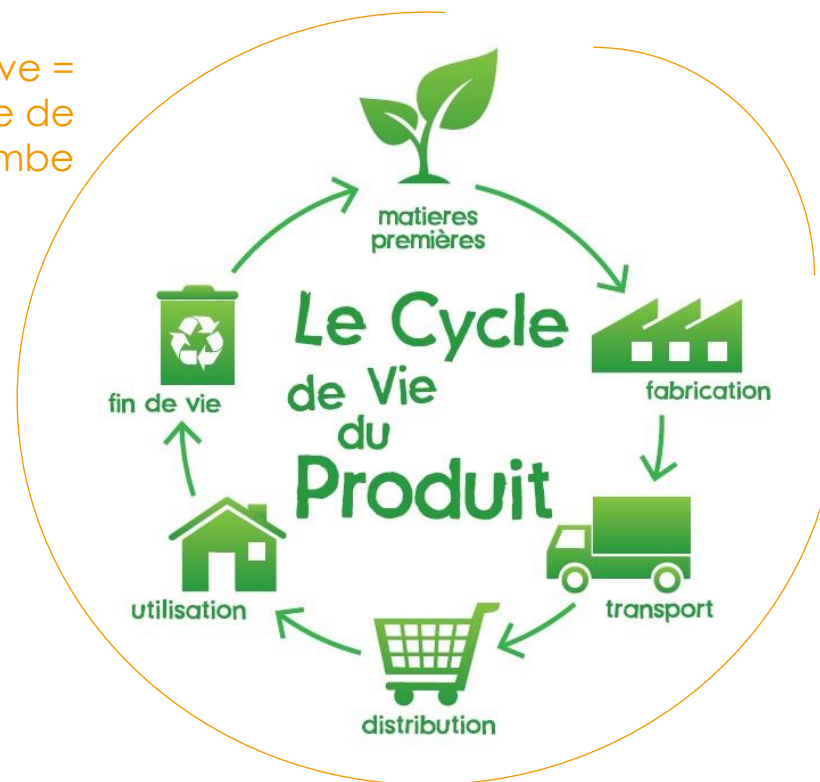 ve =
e de
mbe
matieres
premières
Le Cycle
de Vie
du
Produit
fabrication
transport
distribution
utilisation
fin de vie